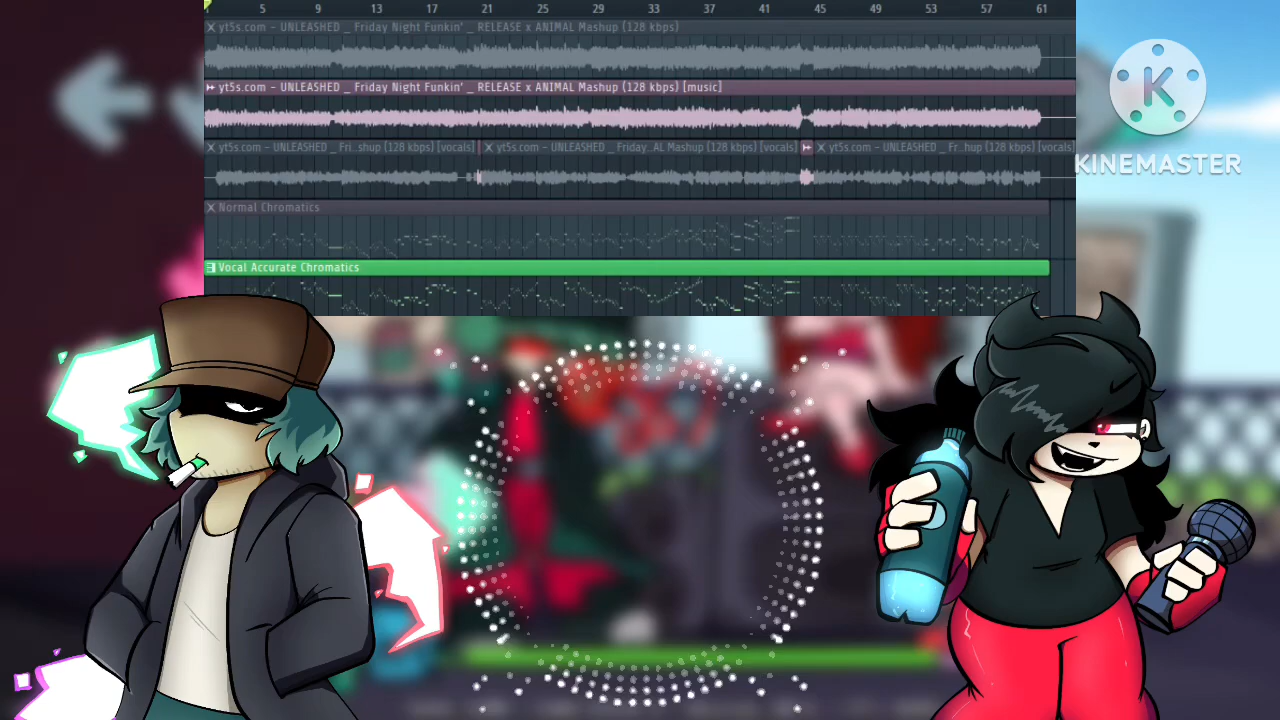 5 9 13 17 21 25 29 33 37 41 45 49 53 57 61
yt5s.com - UNLEASHED _ Friday Night Funkin' _ RELEASE x ANIMAL Mashup (128 kbps)
yt5s.com - UNLEASHED _ Friday Night Funkin' _ RELEASE x ANIMAL Mashup (128 kbps) [music]
yt5s.com - UNLEASHED _ Fri..shup (128 kbps) [vocals] yt5s.com - UNLEASHED _ Friday..AL Mashup (128 kbps) [vocals] yt5s.com - UNLEASHED _ Fr..hup (128 kbps) [vocals]
Normal Chromatics
Vocal Accurate Chromatics
K
KINEMASTER